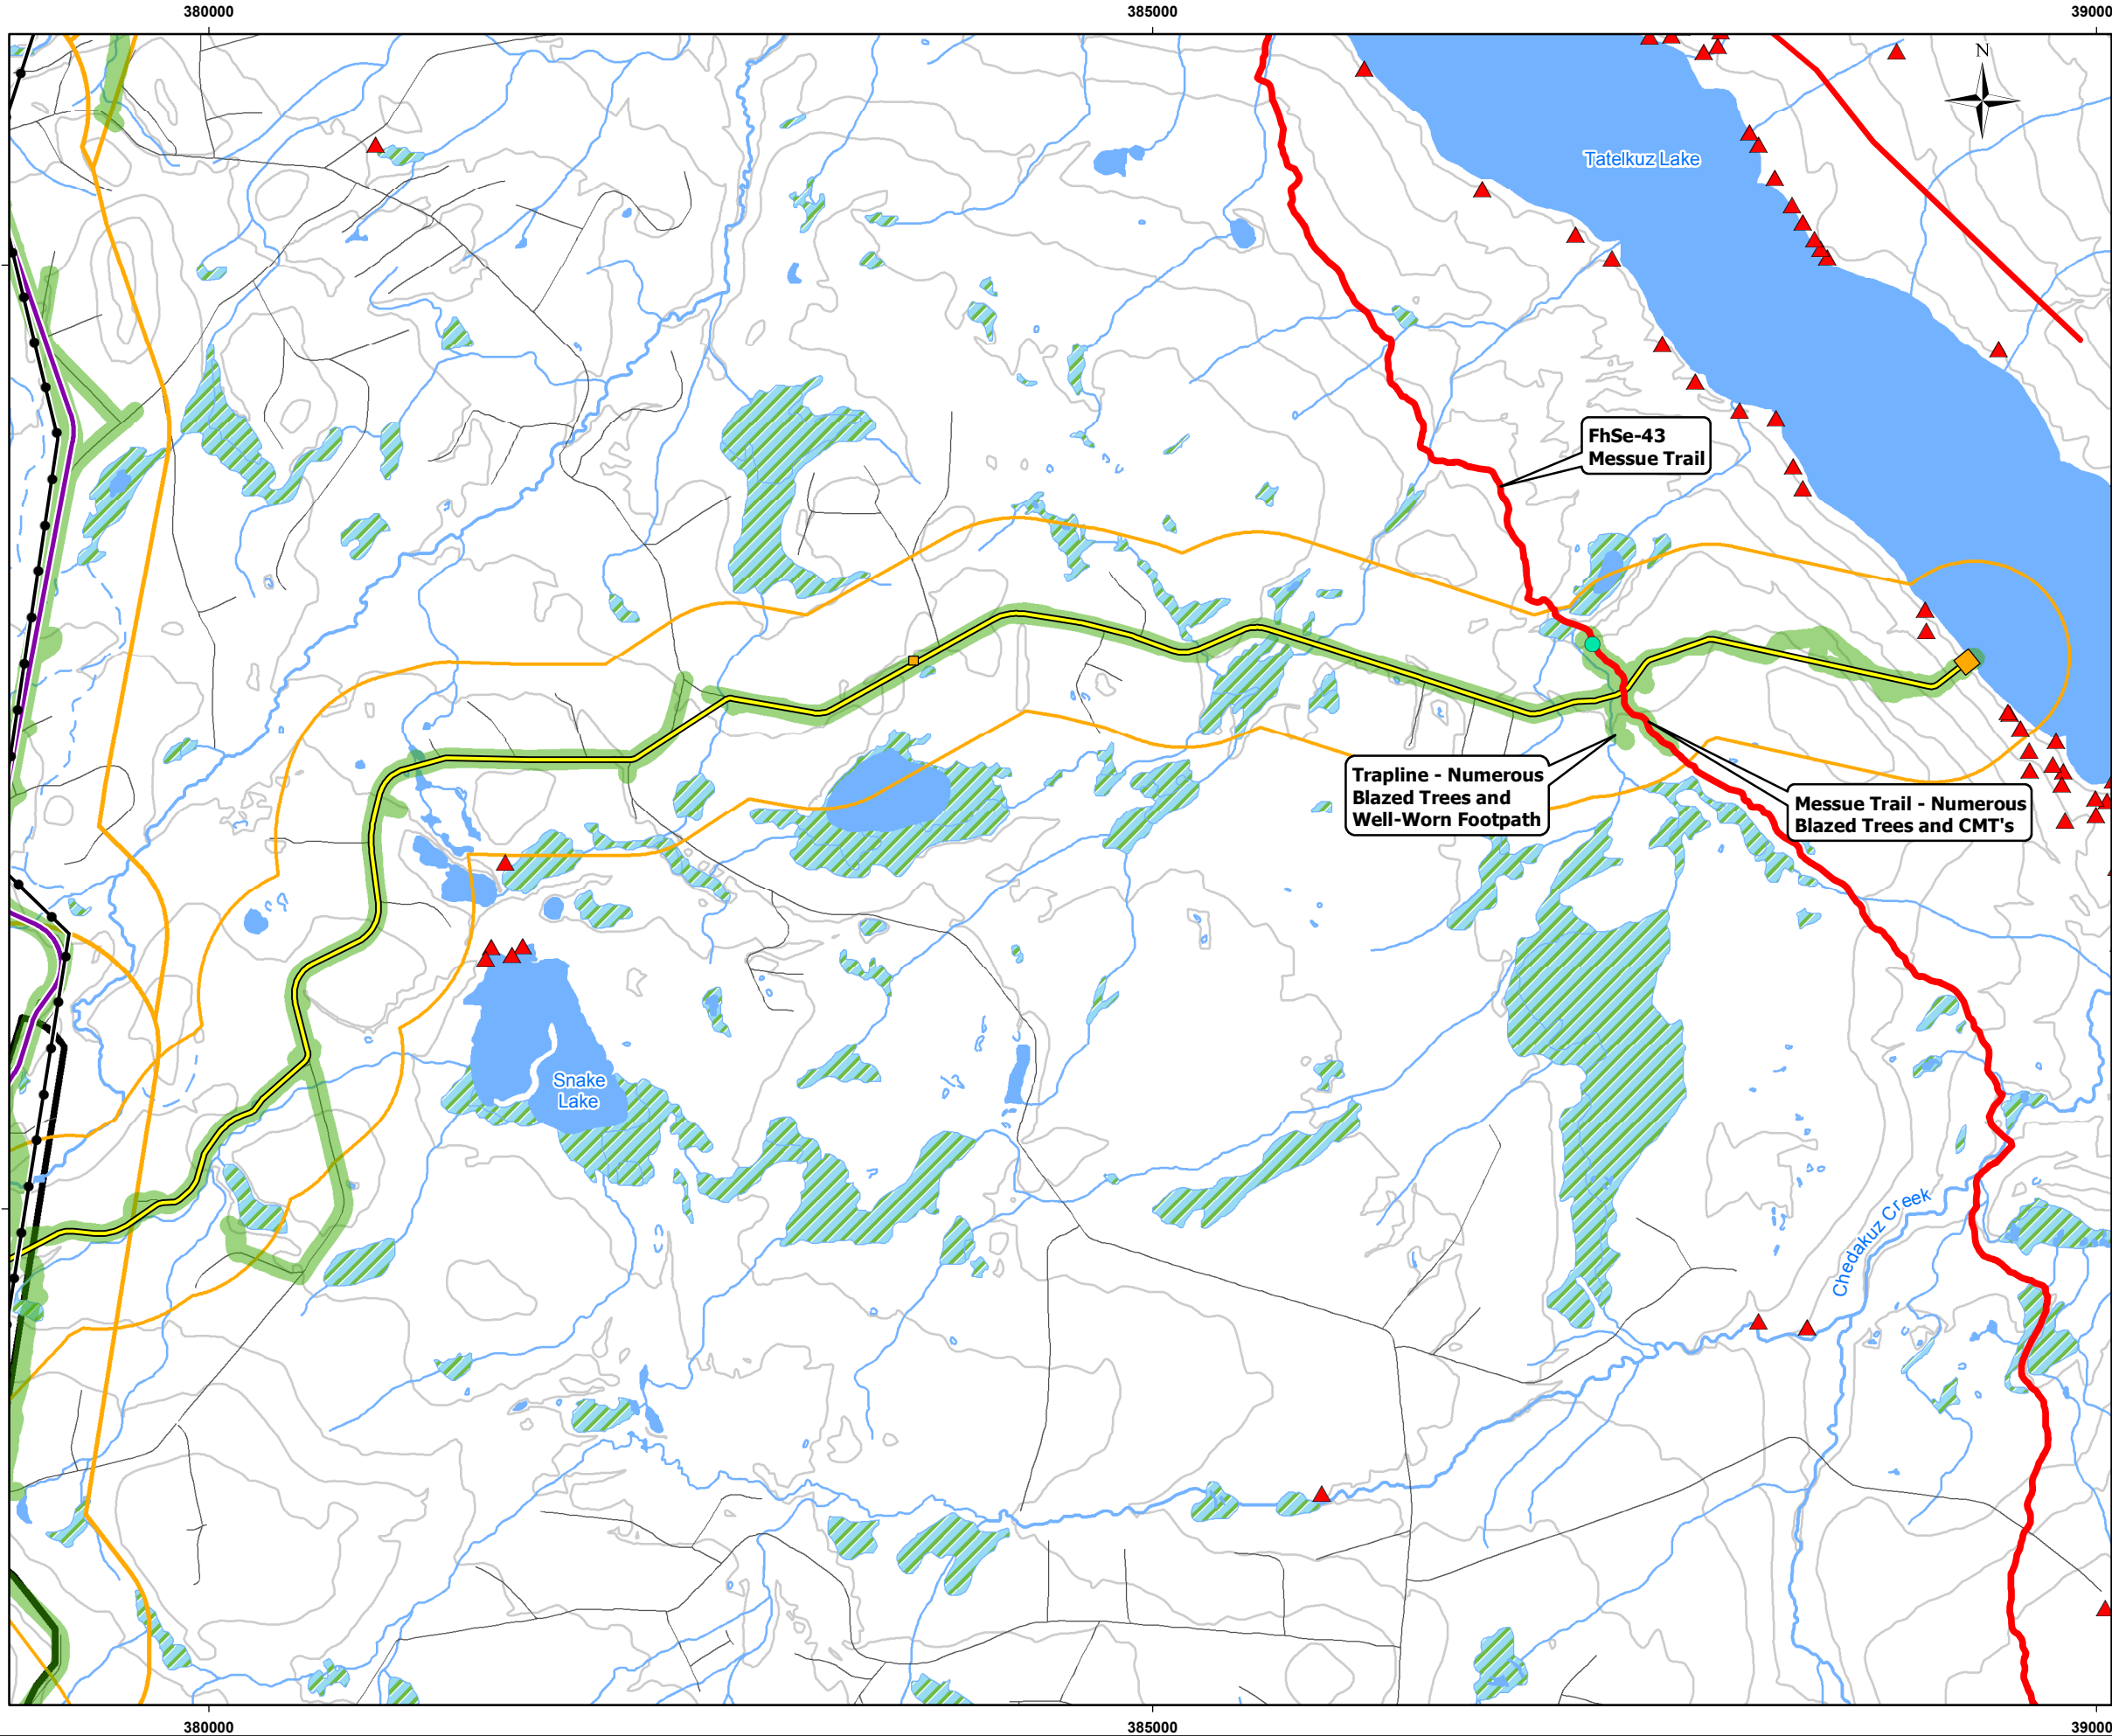 380000
385000
39000
N
Tatelkuz Lake
FhSe-43
Messue Trail
Trapline - Numerous
Blazed Trees and
Well-Worn Footpath
Messue Trail - Numerous
Blazed Trees and CMT's
Snake
Lake
Chedakuz Creek
380000
385000
39000